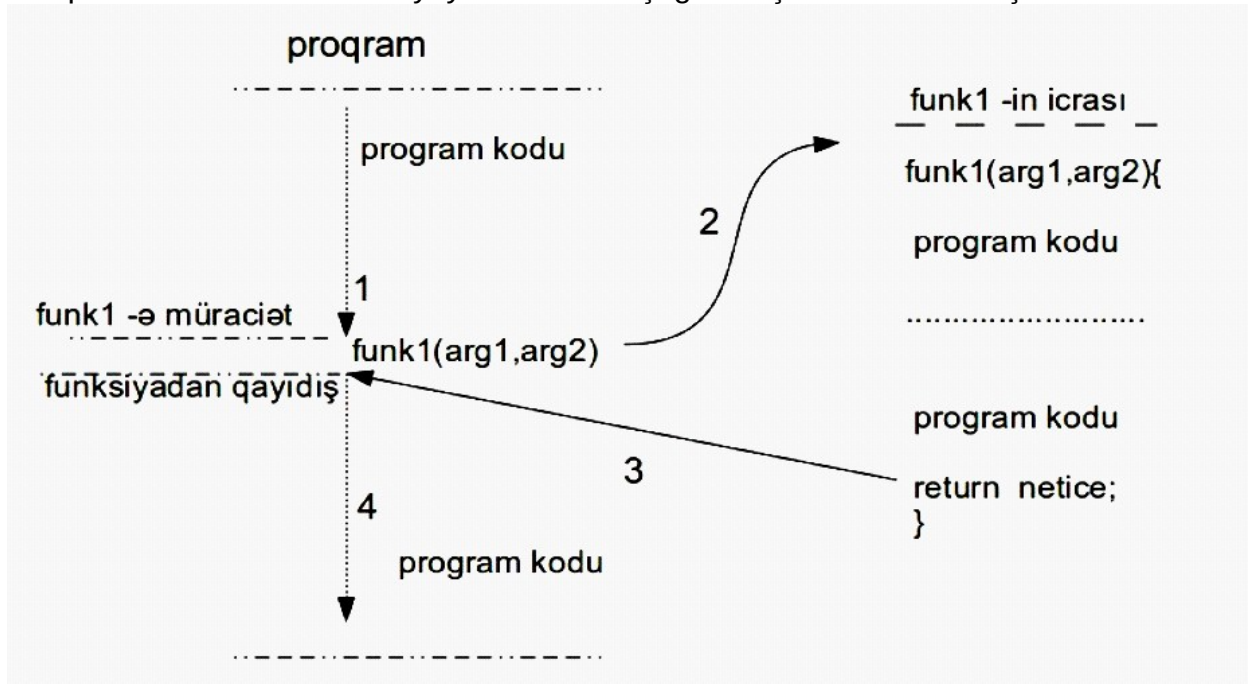 proqram
program kodu
1
funk1 -ə müraciət
funk1(arg1,arg2)
funksiyadan qayıdış
4
program kodu
2
3
funk1 -in icrası
funk1(arg1,arg2){
program kodu
program kodu
return netice;
}